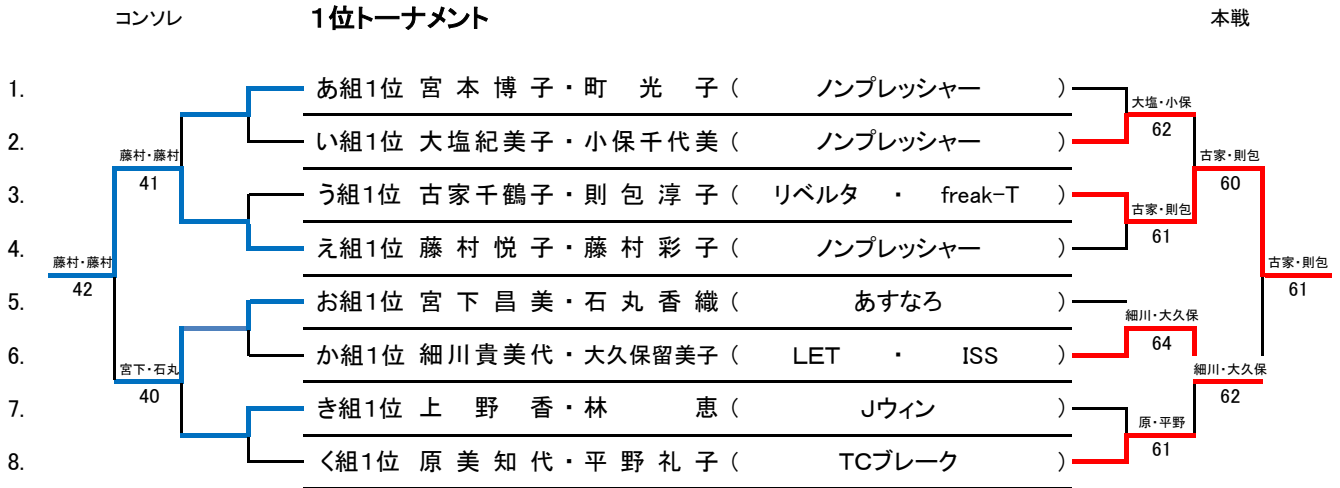 コンソレ　1位トーナメント　本戦
1.　あ組1位 宮本博子・町光子（ノンプレッシャー）
大塩・小保
62
2.　い組1位 大塩紀美子・小保千代美（ノンプレッシャー）
藤村・藤村　古家・則包
41　60
3.　う組1位 古家千鶴子・則包淳子（リベルタ ・ freak-T）
古家・則包
61
4.　え組1位 藤村悦子・藤村彩子（ノンプレッシャー）
藤村・藤村　古家・則包
42　61
5.　お組1位 宮下昌美・石丸香織（あすなろ）
細川・大久保
64
6.　か組1位 細川貴美代・大久保留美子（LET ・ ISS）
宮下・石丸　細川・大久保
40　62
7.　き組1位 上野香・林恵（Jウィン）
原・平野
61
8.　く組1位 原美知代・平野礼子（TCブレーク）